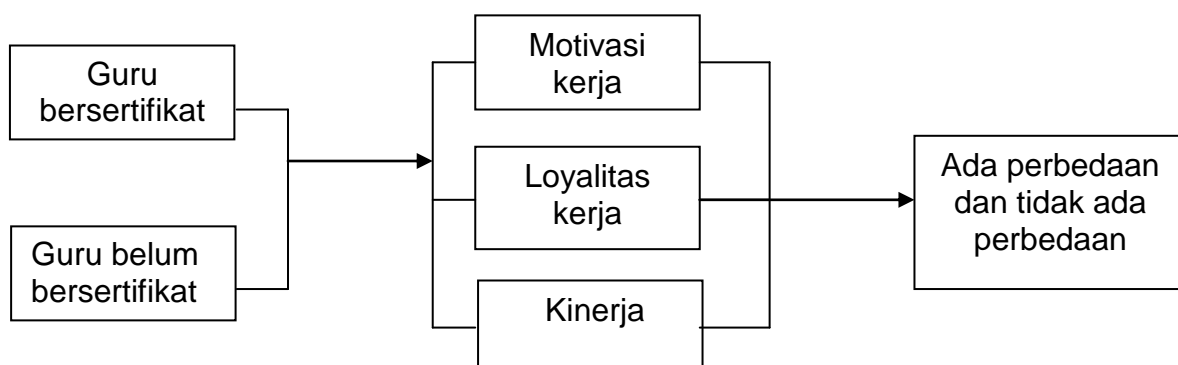 Guru
bersertifikat
Guru belum
bersertifikat
Motivasi
kerja
Loyalitas
kerja
Kinerja
Ada perbedaan
dan tidak ada
perbedaan